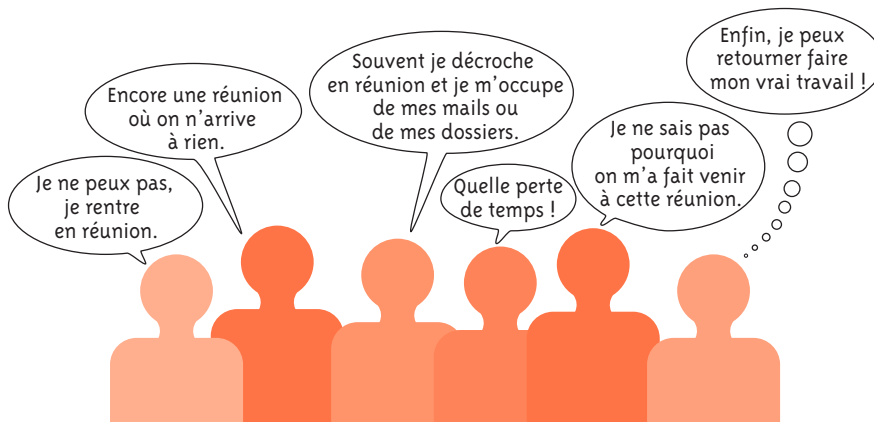 Je ne peux pas,
je rentre
en réunion.
Encore une réunion
où on n'arrive
à rien.
Souvent je décroche
en réunion et je m'occupe
de mes mails ou
de mes dossiers.
Quelle perte
de temps !
Je ne sais pas
pourquoi
on m'a fait venir
à cette réunion.
Enfin, je peux
retourner faire
mon vrai travail !